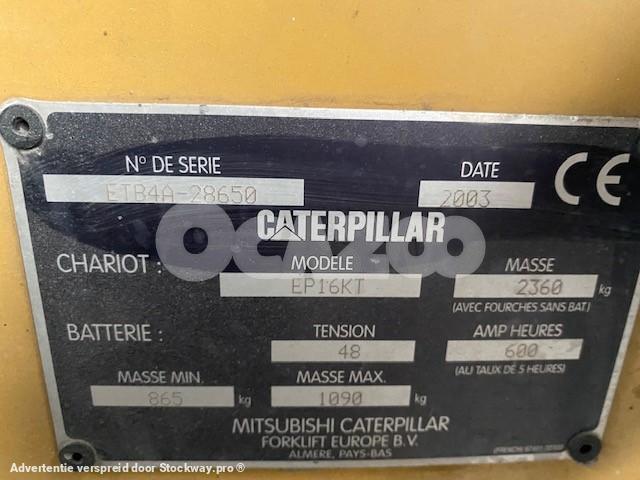 Nº DE SERIE
DATE
CE
ETB4A-28650
2003
CATERPILLAR
OCAZOO
CHARIOT :
MODELE
MASSE
EP16KT
2360 kg
(AVEC FOURCHES SANS BAT.)
BATTERIE :
TENSION
AMP HEURES
48
600
(AU TAUX DE 5 HEURES)
MASSE MIN.
MASSE MAX.
865 kg
1090 kg
MITSUBISHI CATERPILLAR
FORKLIFT EUROPE B.V.
ALMERE, PAYS-BAS
Advertentie verspreid door Stockway.pro ®